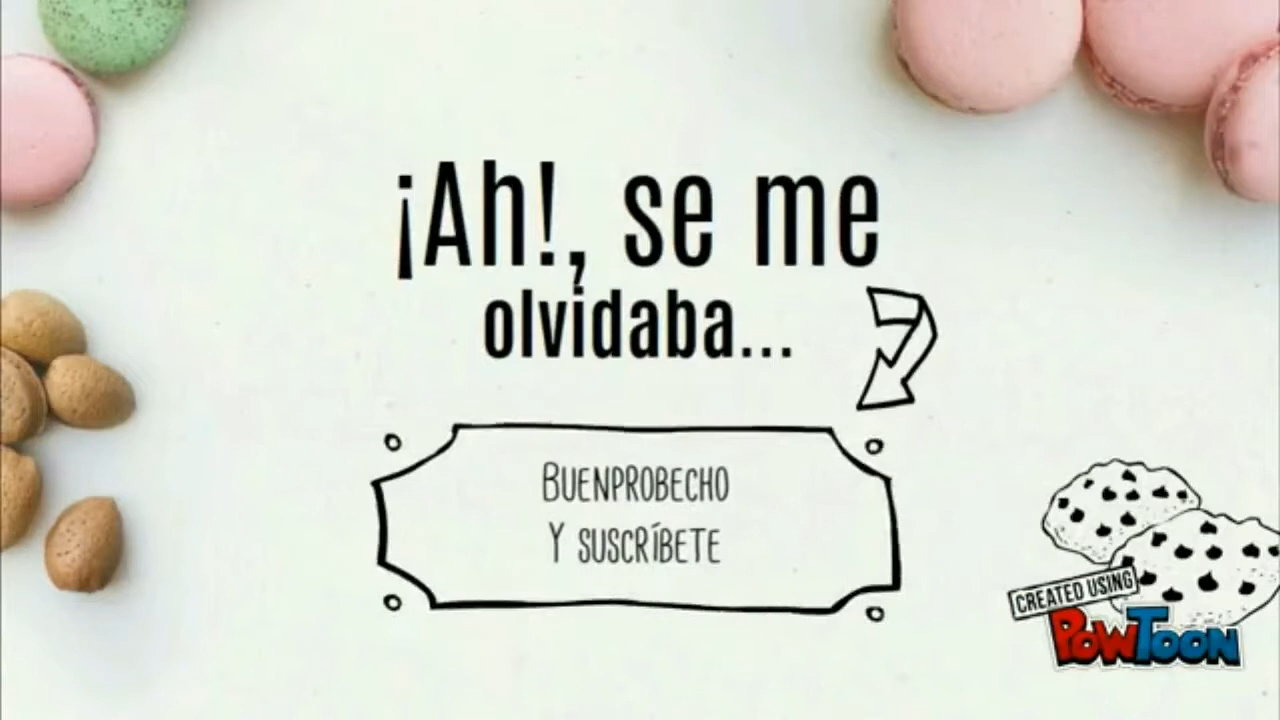 ¡Ah!, se me
olvidaba...
BUENPROBECHO
Y SUSCRÍBETE
CREATED USING
POWTOON